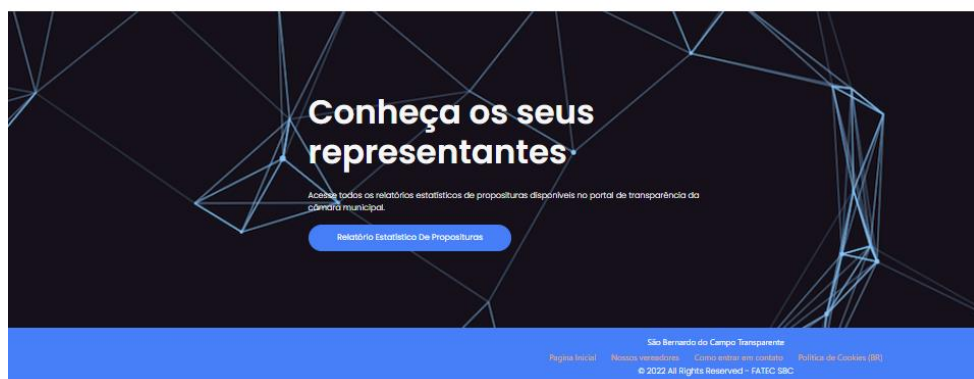 Conheça os seus
representantes
Acesse todos os relatórios estatísticos de proposituras disponíveis no portal de transparência da
câmara municipal.
Relatório Estatístico De Proposituras
São Bernardo do Campo Transparente
Pagina Inicial Nossos vereadores Como entrar em contato Política de Cookies (BR)
© 2022 All Rights Reserved - FATEC SBC